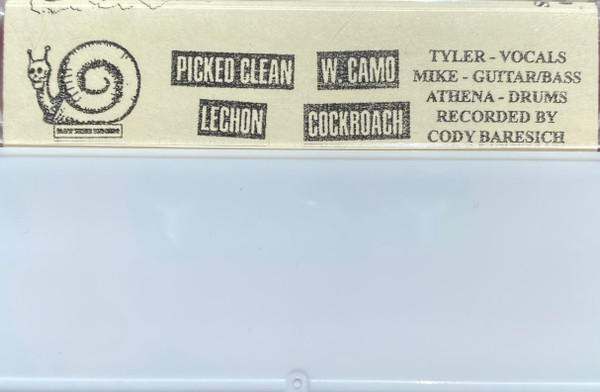 PICKED CLEAN
W. CAMO
LECHON
COCKROACH
TYLER - VOCALS
MIKE - GUITAR/BASS
ATHENA - DRUMS
RECORDED BY
CODY BARESICH